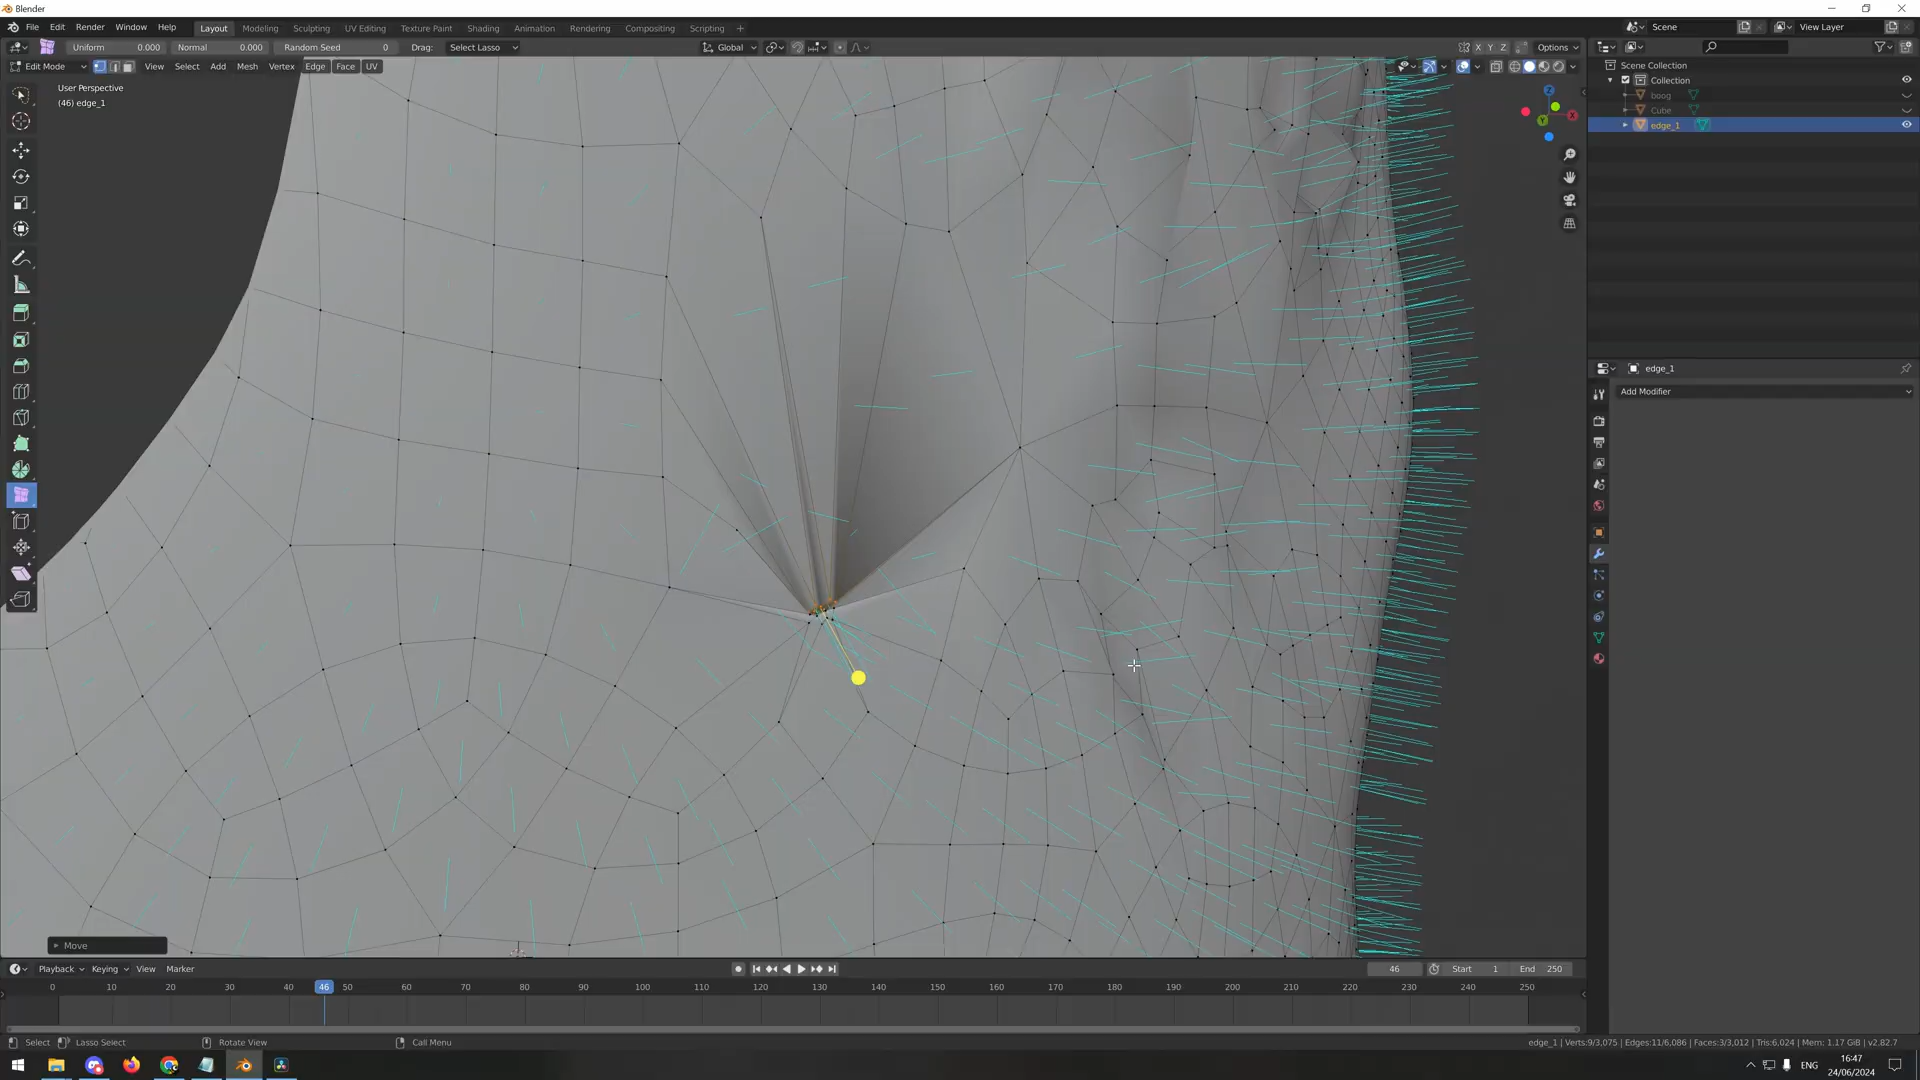 Blender
File Edit Render Window Help Layout Modeling Sculpting UV Editing Texture Paint Shading Animation Rendering Compositing Scripting + Scene View Layer
Uniform 0.000 Normal 0.000 Random Seed 0 Drag: Select Lasso Global X Y Z Options
Edit Mode View Select Add Mesh Vertex Edge Face UV
User Perspective
(46) edge_1
Z
X
Y
Scene Collection
Collection
boog
Cube
edge_1
edge_1
Add Modifier
Move
Playback Keying View Marker 46 Start 1 End 250
0 10 20 30 40 46 50 60 70 80 90 100 110 120 130 140 150 160 170 180 190 200 210 220 230 240 250
Select Lasso Select Rotate View Call Menu edge_1 | Verts:9/3,075 | Edges:11/6,086 | Faces:3/3,012 | Tris:6,024 | Mem: 1.17 GiB | v2.82.7
ENG 16:47
24/06/2024